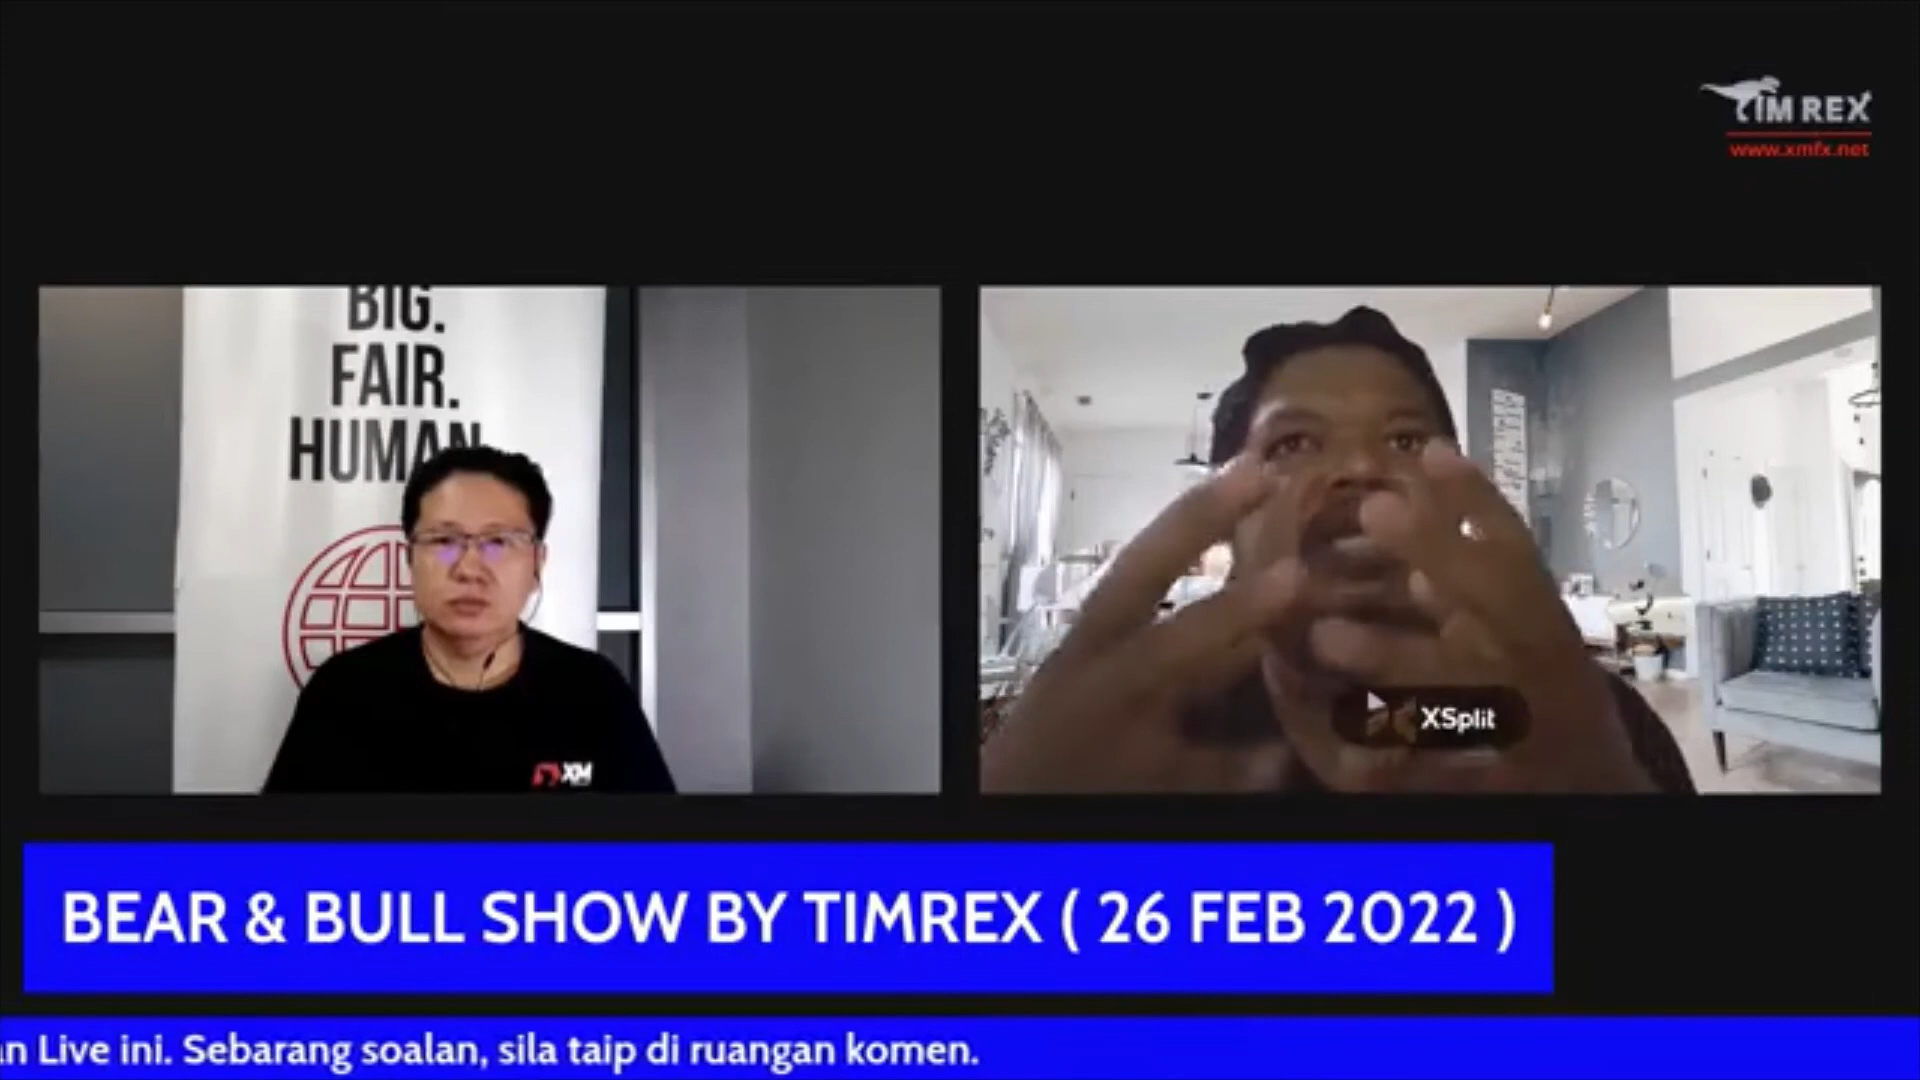 TIM REX
www.xmfx.net
BIG.
FAIR.
HUMAN
XM
XSplit
BEAR & BULL SHOW BY TIMREX ( 26 FEB 2022 )
an Live ini. Sebarang soalan, sila taip di ruangan komen.